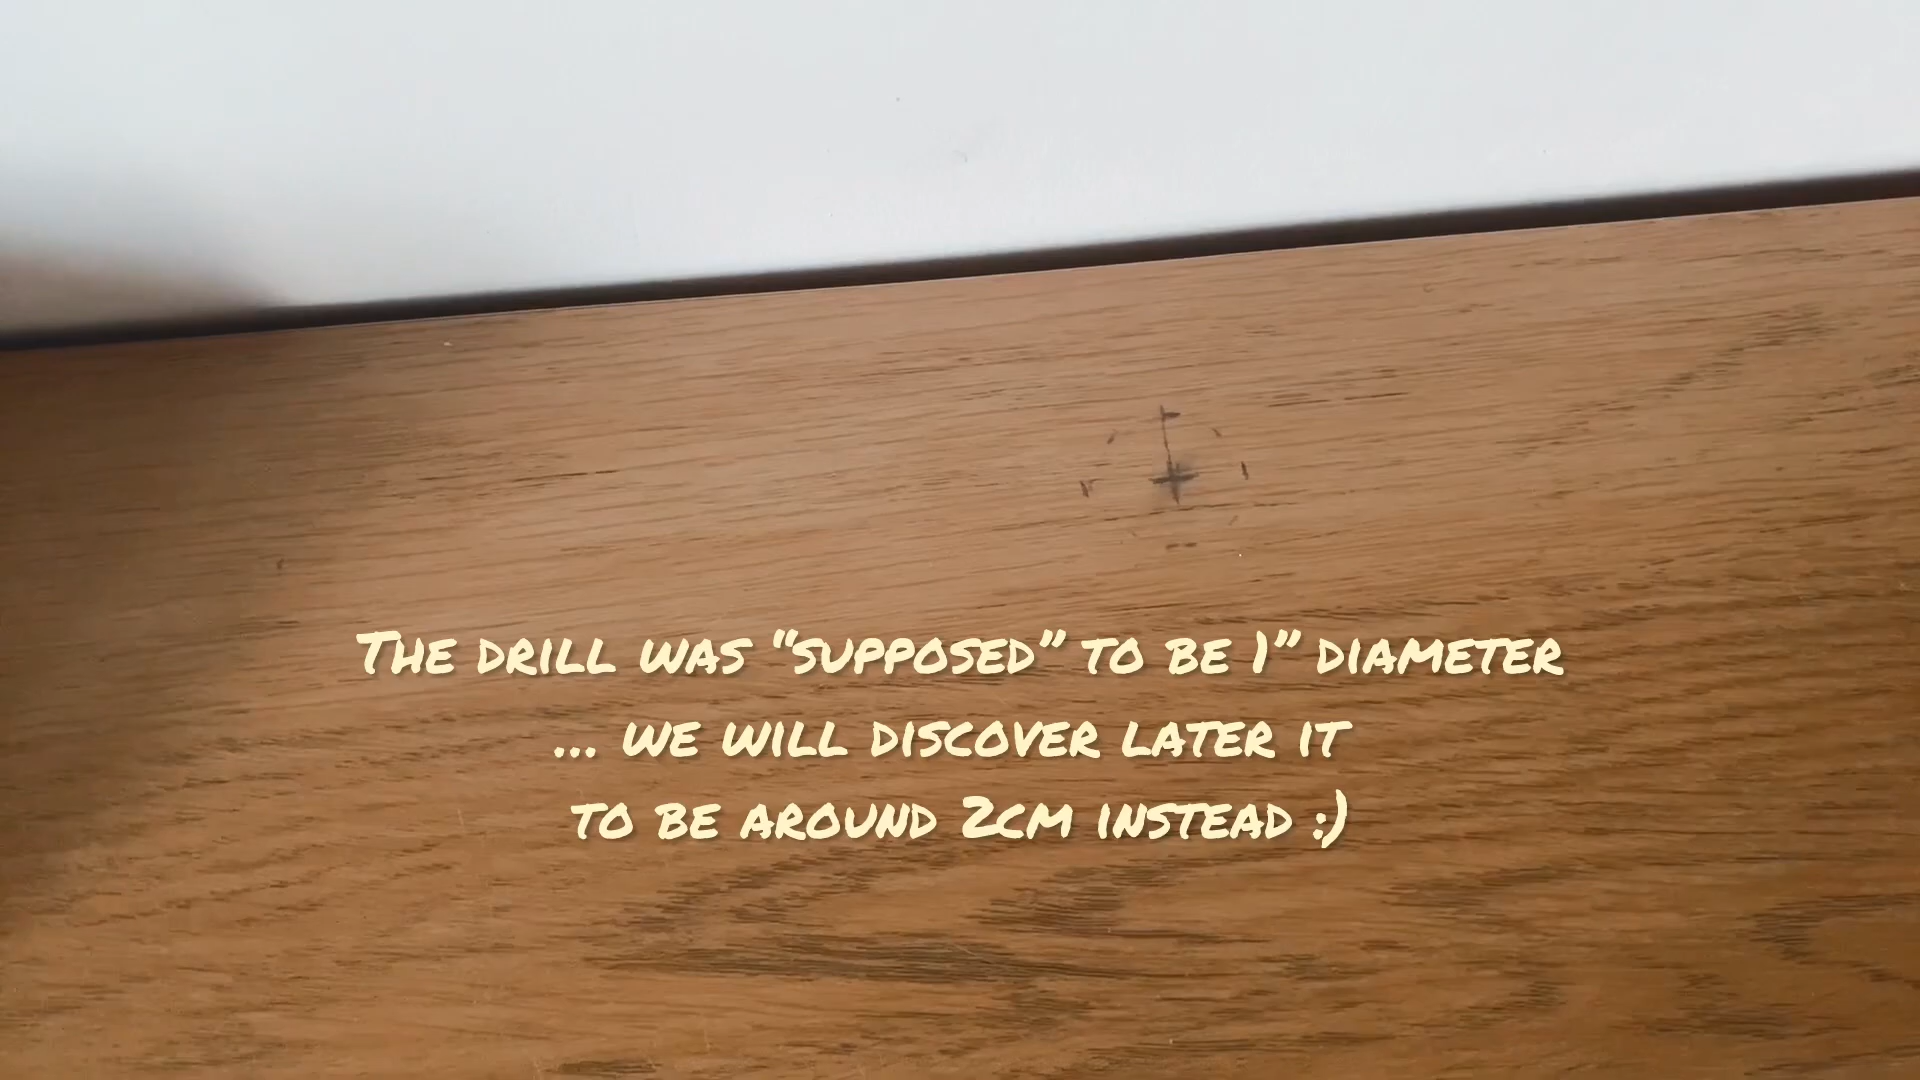 The drill was “supposed” to be 1” diameter
... we will discover later it
to be around 2cm instead :)